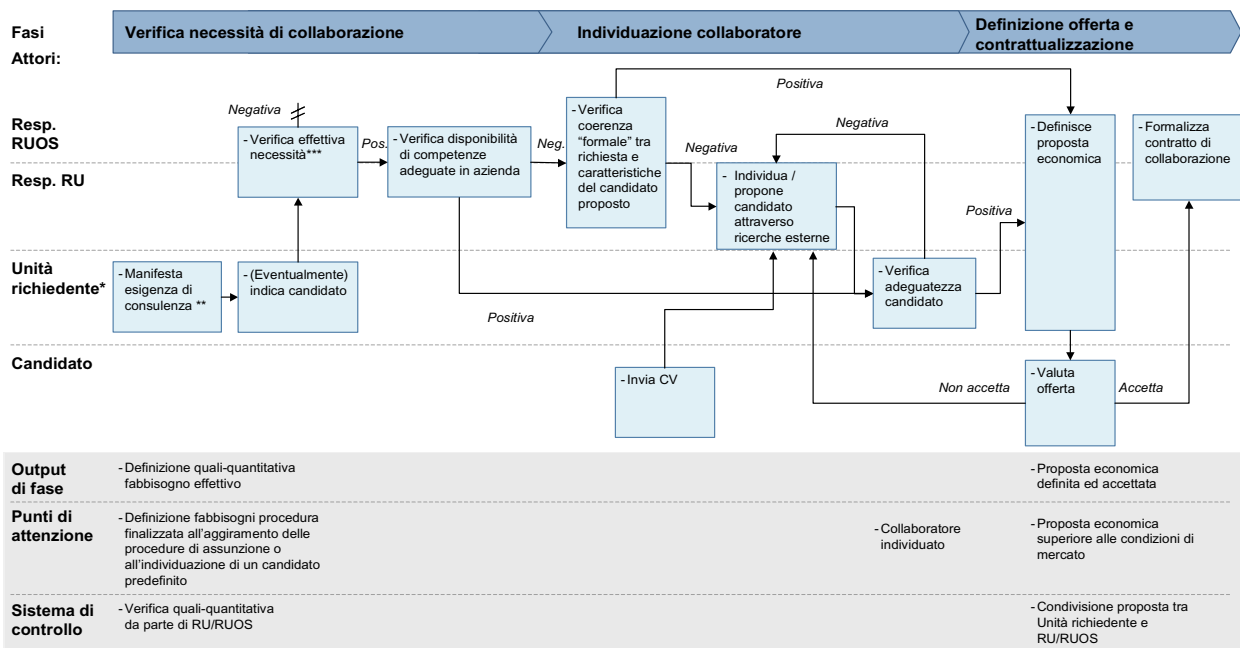 Fasi
Verifica necessità di collaborazione
Individuazione collaboratore
Definizione offerta e
contrattualizzazione
Attori:
Resp.
RUOS
Resp. RU
Unità
richiedente*
Candidato
Negativa
- Verifica effettiva
necessità***
Pos.
- Verifica disponibilità
di competenze
adeguate in azienda
Neg.
- Verifica
coerenza
“formale” tra
richiesta e
caratteristiche
del candidato
proposto
Positiva
Negativa
Negativa
- Individua /
propone
candidato
attraverso
ricerche esterne
- Definisce
proposta
economica
- Formalizza
contratto di
collaborazione
Positiva
- Manifesta
esigenza di
consulenza **
- (Eventualmente)
indica candidato
Positiva
- Verifica
adeguatezza
candidato
- Invia CV
Non accetta
- Valuta
offerta
Accetta
Output
di fase
- Definizione quali-quantitativa
fabbisogno effettivo
- Proposta economica
definita ed accettata
Punti di
attenzione
- Definizione fabbisogni procedura
finalizzata all’aggiramento delle
procedure di assunzione o
all’individuazione di un candidato
predefinito
- Collaboratore
individuato
- Proposta economica
superiore alle condizioni di
mercato
Sistema di
controllo
- Verifica quali-quantitativa
da parte di RU/RUOS
- Condivisione proposta tra
Unità richiedente e
RU/RUOS